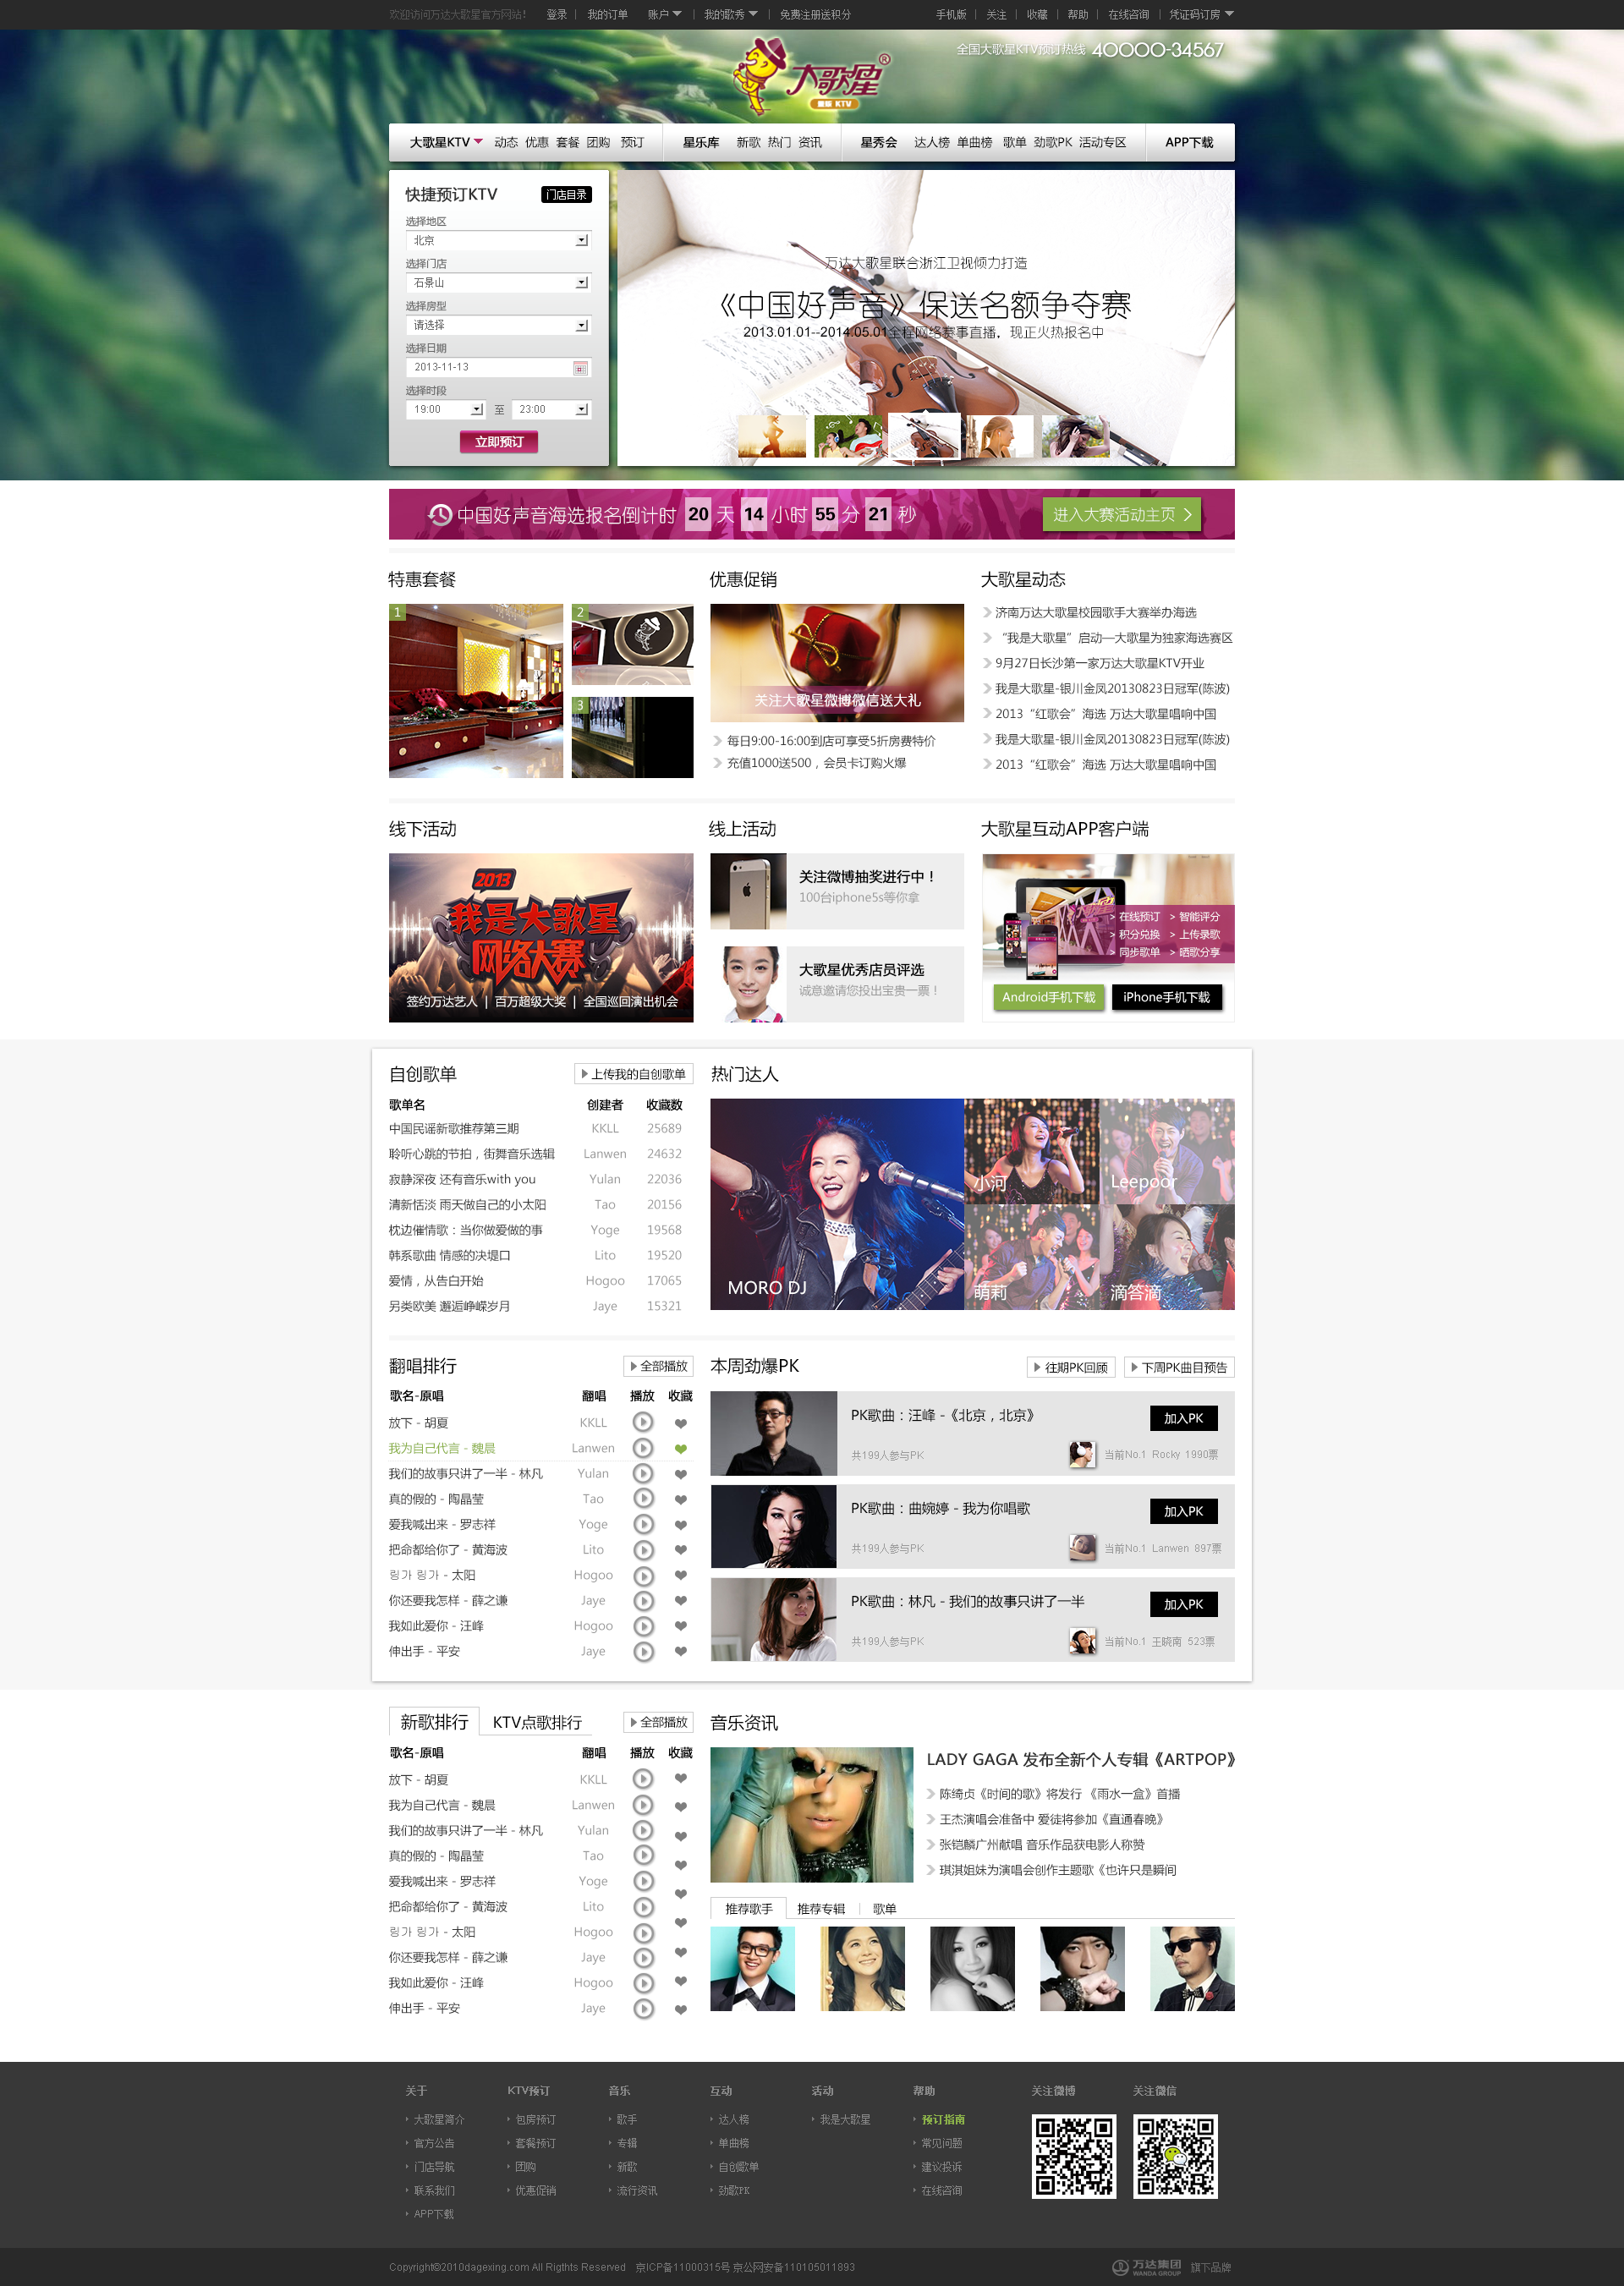 欢迎访问万达大歌星官方网站! 登录 | 我的订单 账户 | 我的歌秀 | 免费注册送积分 手机版 | 关注 | 收藏 | 帮助 | 在线咨询 | 凭证码订房
大歌星® 量贩 KTV
全国大歌星KTV预订热线 40000-34567
大歌星KTV 动态 优惠 套餐 团购 预订 星乐库 新歌 热门 资讯 星秀会 达人榜 单曲榜 歌单 劲歌PK 活动专区 APP下载
快捷预订KTV 门店目录
选择地区
北京
选择门店
石景山
选择房型
请选择
选择日期
2013-11-13
选择时段
19:00 至 23:00
立即预订
万达大歌星联合浙江卫视倾力打造
《中国好声音》保送名额争夺赛
2013.01.01--2014.05.01全程网络赛事直播，现正火热报名中
中国好声音海选报名倒计时 20 天 14 小时 55 分 21 秒 进入大赛活动主页
特惠套餐
1
2
3
优惠促销
关注大歌星微博微信送大礼
每日9:00-16:00到店可享受5折房费特价
充值1000送500，会员卡订购火爆
大歌星动态
济南万达大歌星校园歌手大赛举办海选
“我是大歌星”启动—大歌星为独家海选赛区
9月27日长沙第一家万达大歌星KTV开业
我是大歌星-银川金凤20130823日冠军(陈波)
2013“红歌会”海选 万达大歌星唱响中国
我是大歌星-银川金凤20130823日冠军(陈波)
2013“红歌会”海选 万达大歌星唱响中国
线下活动
2013
我是大歌星
网络大赛
签约万达艺人 | 百万超级大奖 | 全国巡回演出机会
线上活动
关注微博抽奖进行中！
100台iphone5s等你拿
大歌星优秀店员评选
诚意邀请您投出宝贵一票！
大歌星互动APP客户端
> 在线预订 > 智能评分
> 积分兑换 > 上传录歌
> 同步歌单 > 晒歌分享
Android手机下载 iPhone手机下载
自创歌单 上传我的自创歌单
歌单名 创建者 收藏数
中国民谣新歌推荐第三期 KKLL 25689
聆听心跳的节拍，街舞音乐选辑 Lanwen 24632
寂静深夜 还有音乐with you Yulan 22036
清新恬淡 雨天做自己的小太阳 Tao 20156
枕边催情歌：当你做爱做的事 Yoge 19568
韩系歌曲 情感的决堤口 Lito 19520
爱情，从告白开始 Hogoo 17065
另类欧美 邂逅峥嵘岁月 Jaye 15321
热门达人
MORO DJ
小河
Leepoor
萌莉
滴答滴
翻唱排行 全部播放
歌名-原唱 翻唱 播放 收藏
放下 - 胡夏 KKLL
我为自己代言 - 魏晨 Lanwen
我们的故事只讲了一半 - 林凡 Yulan
真的假的 - 陶晶莹 Tao
爱我喊出来 - 罗志祥 Yoge
把命都给你了 - 黄海波 Lito
링가 링가 - 太阳 Hogoo
你还要我怎样 - 薛之谦 Jaye
我如此爱你 - 汪峰 Hogoo
伸出手 - 平安 Jaye
本周劲爆PK 往期PK回顾 下周PK曲目预告
PK歌曲：汪峰 -《北京，北京》 加入PK
共199人参与PK 当前No.1 Rocky 1990票
PK歌曲：曲婉婷 - 我为你唱歌 加入PK
共199人参与PK 当前No.1 Lanwen 897票
PK歌曲：林凡 - 我们的故事只讲了一半 加入PK
共199人参与PK 当前No.1 王晓南 523票
新歌排行 KTV点歌排行 全部播放
歌名-原唱 翻唱 播放 收藏
放下 - 胡夏 KKLL
我为自己代言 - 魏晨 Lanwen
我们的故事只讲了一半 - 林凡 Yulan
真的假的 - 陶晶莹 Tao
爱我喊出来 - 罗志祥 Yoge
把命都给你了 - 黄海波 Lito
링가 링가 - 太阳 Hogoo
你还要我怎样 - 薛之谦 Jaye
我如此爱你 - 汪峰 Hogoo
伸出手 - 平安 Jaye
音乐资讯
LADY GAGA 发布全新个人专辑《ARTPOP》
陈绮贞《时间的歌》将发行 《雨水一盒》首播
王杰演唱会准备中 爱徒将参加《直通春晚》
张铠麟广州献唱 音乐作品获电影人称赞
琪淇姐妹为演唱会创作主题歌《也许只是瞬间
推荐歌手 推荐专辑 | 歌单
关于
大歌星简介
官方公告
门店导航
联系我们
APP下载
KTV预订
包房预订
套餐预订
团购
优惠促销
音乐
歌手
专辑
新歌
流行资讯
互动
达人榜
单曲榜
自创歌单
劲歌PK
活动
我是大歌星
帮助
预订指南
常见问题
建议投诉
在线咨询
关注微博
关注微信
Copyright©2010dagexing.com All Rigthts Reserved 京ICP备11000315号 京公网安备110105011893
万达集团 WANDA GROUP 旗下品牌